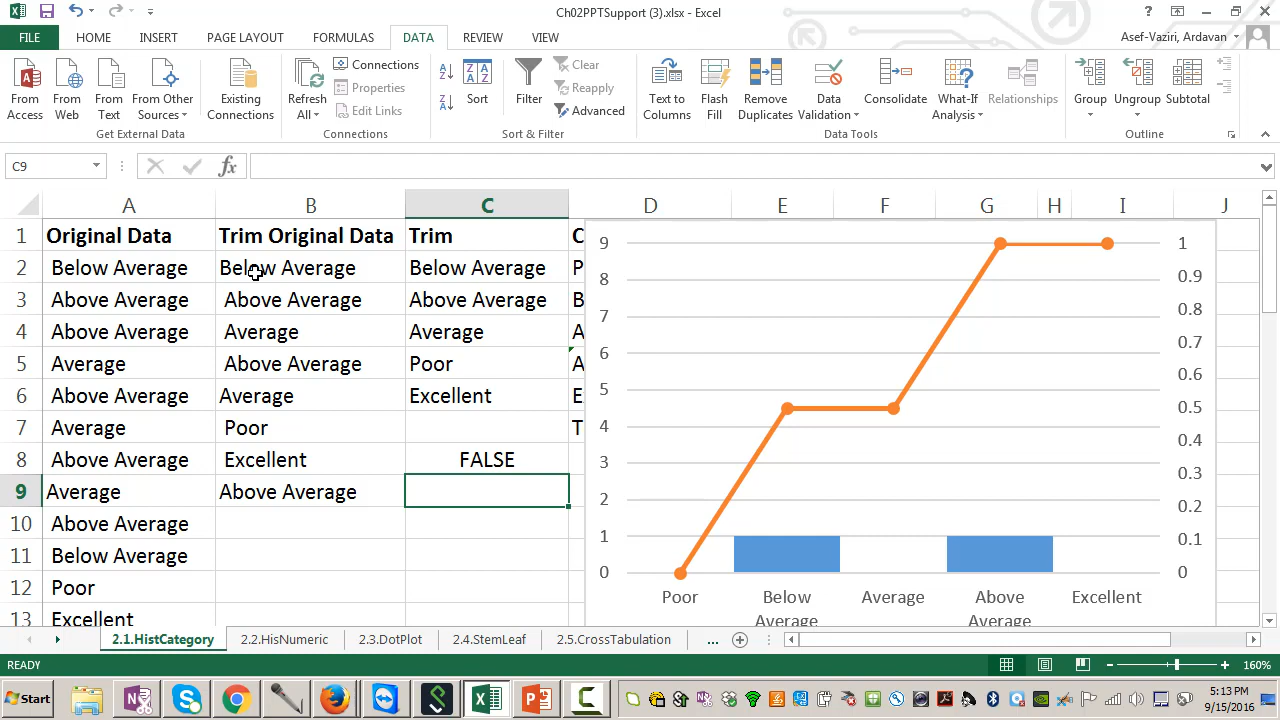 Ch02PPTSupport (3).xlsx - Excel
FILE HOME INSERT PAGE LAYOUT FORMULAS DATA REVIEW VIEW Asef-Vaziri, Ardavan
From Access
From Web
From Text
From Other Sources
Existing Connections
Refresh All
Connections
Properties
Edit Links
Sort
Filter
Clear
Reapply
Advanced
Text to Columns
Flash Fill
Remove Duplicates
Data Validation
Consolidate
What-If Analysis
Relationships
Group
Ungroup
Subtotal
Get External Data Connections Sort & Filter Data Tools Outline
C9 fx
A B C D E F G H I J
1 Original Data Trim Original Data Trim C
2 Below Average Below Average Below Average P
3 Above Average Above Average Above Average B
4 Above Average Average Average A
5 Average Above Average Poor A
6 Above Average Average Excellent E
7 Average Poor T
8 Above Average Excellent FALSE
9 Average Above Average
10 Above Average
11 Below Average
12 Poor
13 Excellent
9 1
8 0.9
7 0.8
6 0.7
5 0.6
4 0.5
3 0.4
2 0.3
1 0.2
0 0.1
0
Poor Below Average Average Above Average Excellent
2.1.HistCategory 2.2.HisNumeric 2.3.DotPlot 2.4.StemLeaf 2.5.CrossTabulation ...
READY 160%
Start 5:13 PM
9/15/2016